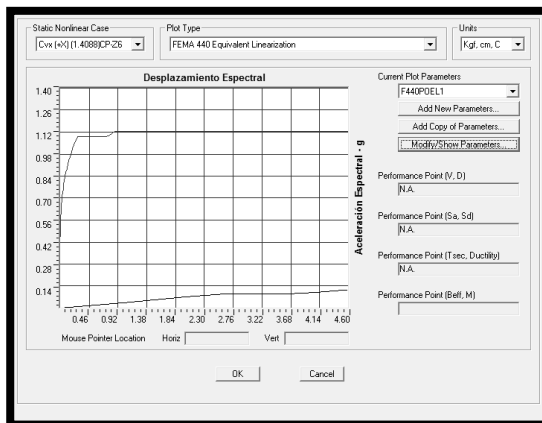 Static Nonlinear Case
Cvx (+X) (1.4088)CP-Z6
Plot Type
FEMA 440 Equivalent Linearization
Units
Kgf, cm, C
Desplazamiento Espectral
1.40
1.26
1.12
0.98
0.84
0.70
0.56
0.42
0.28
0.14
0.46 0.92 1.38 1.84 2.30 2.76 3.22 3.68 4.14 4.60
Aceleración Espectral - g
Mouse Pointer Location Horiz Vert
Current Plot Parameters
F440POEL1
Add New Parameters...
Add Copy of Parameters...
Modify/Show Parameters...
Performance Point (V, D)
N.A.
Performance Point (Sa, Sd)
N.A.
Performance Point (Tsec, Ductility)
N.A.
Performance Point (Beff, M)
OK
Cancel